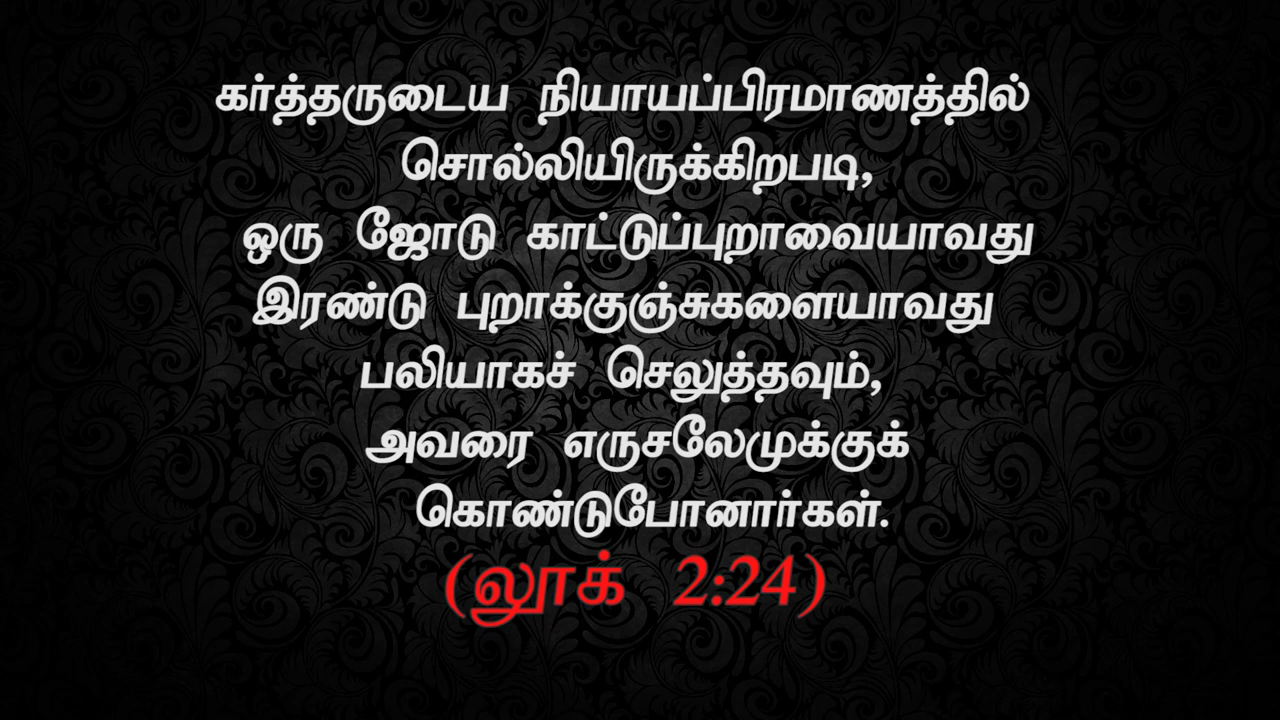 கர்த்தருடைய நியாயப்பிரமாணத்தில்
சொல்லியிருக்கிறபடி,
ஒரு ஜோடு காட்டுப்புறாவையாவது
இரண்டு புறாக்குஞ்சுகளையாவது
பலியாகச் செலுத்தவும்,
அவரை எருசலேமுக்குக்
கொண்டுபோனார்கள்.
(லூக் 2:24)